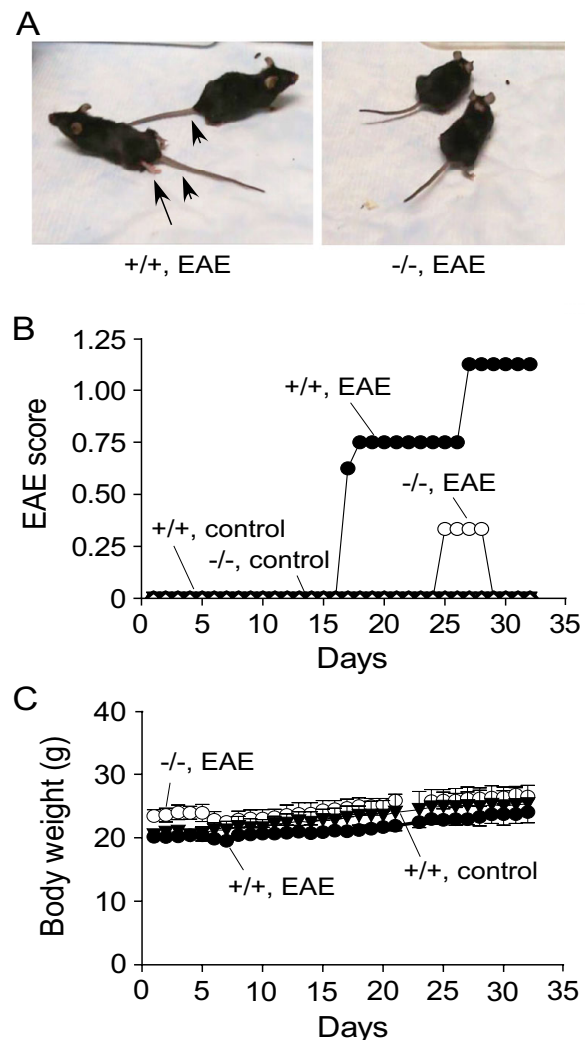 A
+/+, EAE
-/-, EAE
B
EAE score
1.25
1.00
0.75
0.50
0.25
0
+/+, EAE
-/-, EAE
+/+, control
-/-, control
0 5 10 15 20 25 30 35
Days
C
Body weight (g)
40
30
20
10
0
-/-, EAE
+/+, EAE
+/+, control
0 5 10 15 20 25 30 35
Days